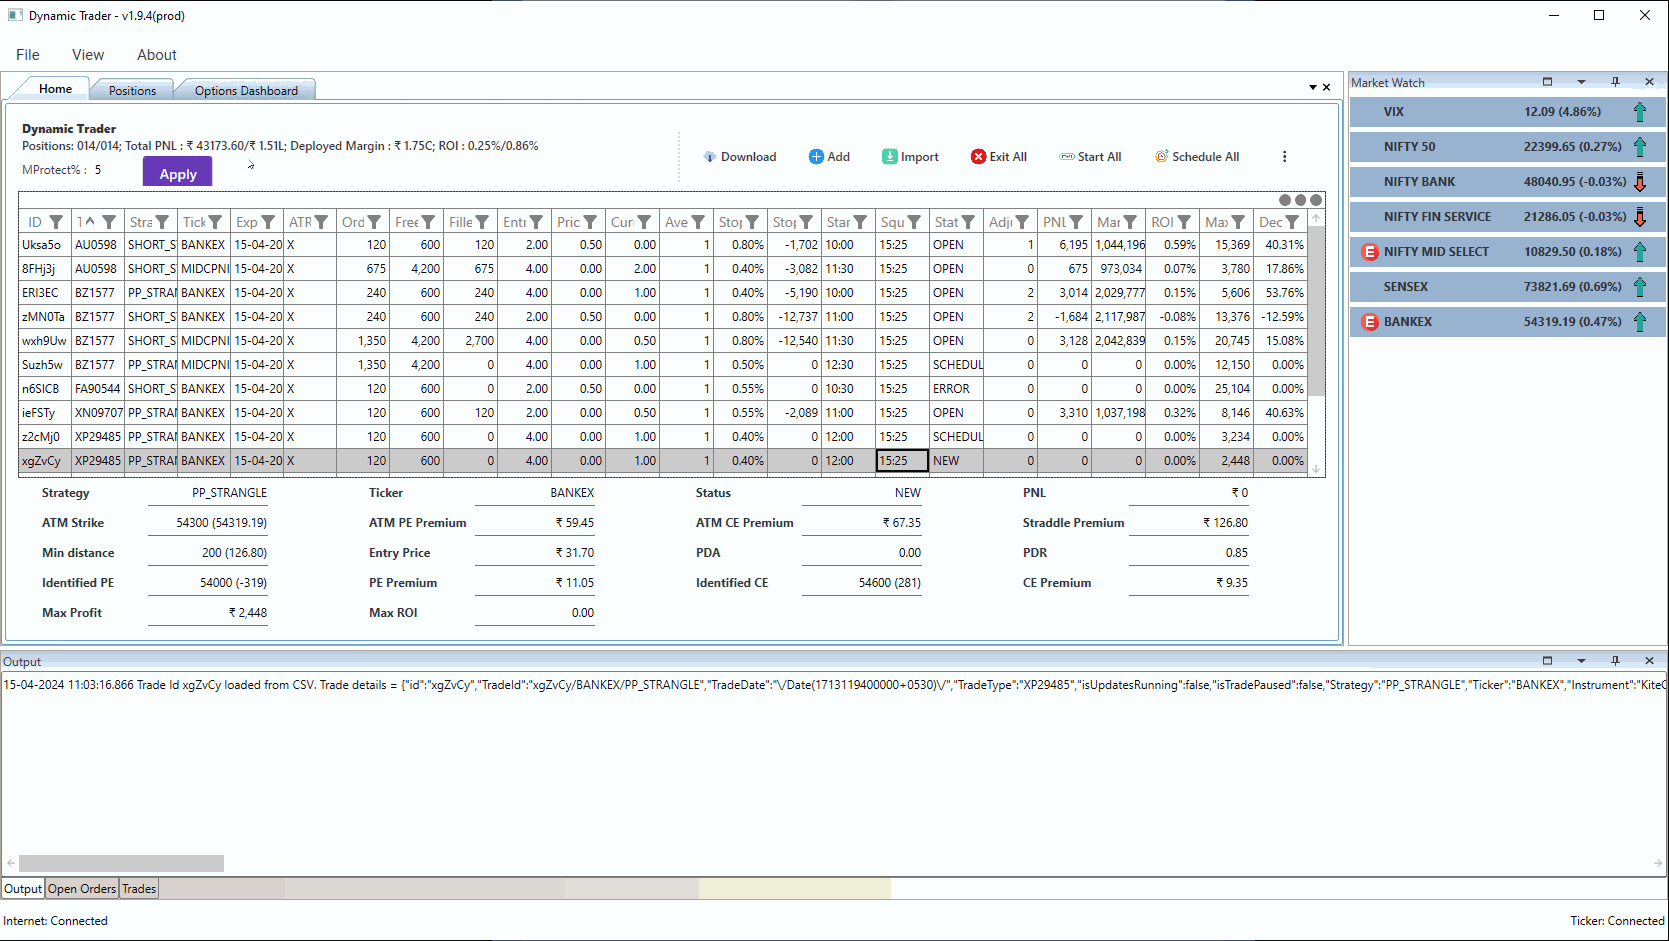 Dynamic Trader - v1.9.4(prod)
File View About
Home Positions Options Dashboard
Dynamic Trader
Positions: 014/014; Total PNL : ₹ 43173.60/₹ 1.51L; Deployed Margin : ₹ 1.75C; ROI : 0.25%/0.86%
MProtect% : 5 Apply
Download Add Import Exit All Start All Schedule All
ID T Stra Tick Exp ATR Ord Free Fille Entr Pric Curr Ave Stop Stop Star Squ Stat Adju PNL Mar ROI Max Dec
Uksa5o AU0598 SHORT_S BANKEX 15-04-20 X 120 600 120 2.00 0.50 0.00 1 0.80% -1,702 10:00 15:25 OPEN 1 6,195 1,044,196 0.59% 15,369 40.31%
8FHj3j AU0598 SHORT_S MIDCPNI 15-04-20 X 675 4,200 675 4.00 0.00 2.00 1 0.40% -3,082 11:30 15:25 OPEN 0 675 973,034 0.07% 3,780 17.86%
ERI3EC BZ1577 PP_STRAN BANKEX 15-04-20 X 240 600 240 4.00 0.00 1.00 1 0.40% -5,190 10:00 15:25 OPEN 2 3,014 2,029,777 0.15% 5,606 53.76%
zMN0Ta BZ1577 SHORT_S BANKEX 15-04-20 X 240 600 240 2.00 0.50 0.00 1 0.80% -12,737 11:00 15:25 OPEN 2 -1,684 2,117,987 -0.08% 13,376 -12.59%
wxh9Uw BZ1577 SHORT_S MIDCPNI 15-04-20 X 1,350 4,200 2,700 4.00 0.00 0.50 1 0.80% -12,540 11:30 15:25 OPEN 0 3,128 2,042,839 0.15% 20,745 15.08%
Suzh5w BZ1577 PP_STRAN MIDCPNI 15-04-20 X 1,350 4,200 0 4.00 0.00 1.00 1 0.50% 0 12:30 15:25 SCHEDUL 0 0 0 0.00% 12,150 0.00%
n6SICB FA90544 SHORT_S BANKEX 15-04-20 X 120 600 0 2.00 0.50 0.00 1 0.55% 0 10:30 15:25 ERROR 0 0 0 0.00% 25,104 0.00%
ieFSTy XN09707 PP_STRAN BANKEX 15-04-20 X 120 600 120 2.00 0.00 0.50 1 0.55% -2,089 11:00 15:25 OPEN 0 3,310 1,037,198 0.32% 8,146 40.63%
z2cMj0 XP29485 PP_STRAN BANKEX 15-04-20 X 120 600 0 4.00 0.00 1.00 1 0.40% 0 12:00 15:25 SCHEDUL 0 0 0 0.00% 3,234 0.00%
xgZvCy XP29485 PP_STRAN BANKEX 15-04-20 X 120 600 0 4.00 0.00 1.00 1 0.40% 0 12:00 15:25 NEW 0 0 0 0.00% 2,448 0.00%
Strategy PP_STRANGLE Ticker BANKEX Status NEW PNL ₹ 0
ATM Strike 54300 (54319.19) ATM PE Premium ₹ 59.45 ATM CE Premium ₹ 67.35 Straddle Premium ₹ 126.80
Min distance 200 (126.80) Entry Price ₹ 31.70 PDA 0.00 PDR 0.85
Identified PE 54000 (-319) PE Premium ₹ 11.05 Identified CE 54600 (281) CE Premium ₹ 9.35
Max Profit ₹ 2,448 Max ROI 0.00
Market Watch
VIX 12.09 (4.86%)
NIFTY 50 22399.65 (0.27%)
NIFTY BANK 48040.95 (-0.03%)
NIFTY FIN SERVICE 21286.05 (-0.03%)
E NIFTY MID SELECT 10829.50 (0.18%)
SENSEX 73821.69 (0.69%)
E BANKEX 54319.19 (0.47%)
Output
15-04-2024 11:03:16.866 Trade Id xgZvCy loaded from CSV. Trade details = {"id":"xgZvCy","TradeId":"xgZvCy/BANKEX/PP_STRANGLE","TradeDate":"\/Date(1713119400000+0530)\/","TradeType":"XP29485","isUpdatesRunning":false,"isTradePaused":false,"Strategy":"PP_STRANGLE","Ticker":"BANKEX","Instrument":"KiteC
Output Open Orders Trades
Internet: Connected Ticker: Connected